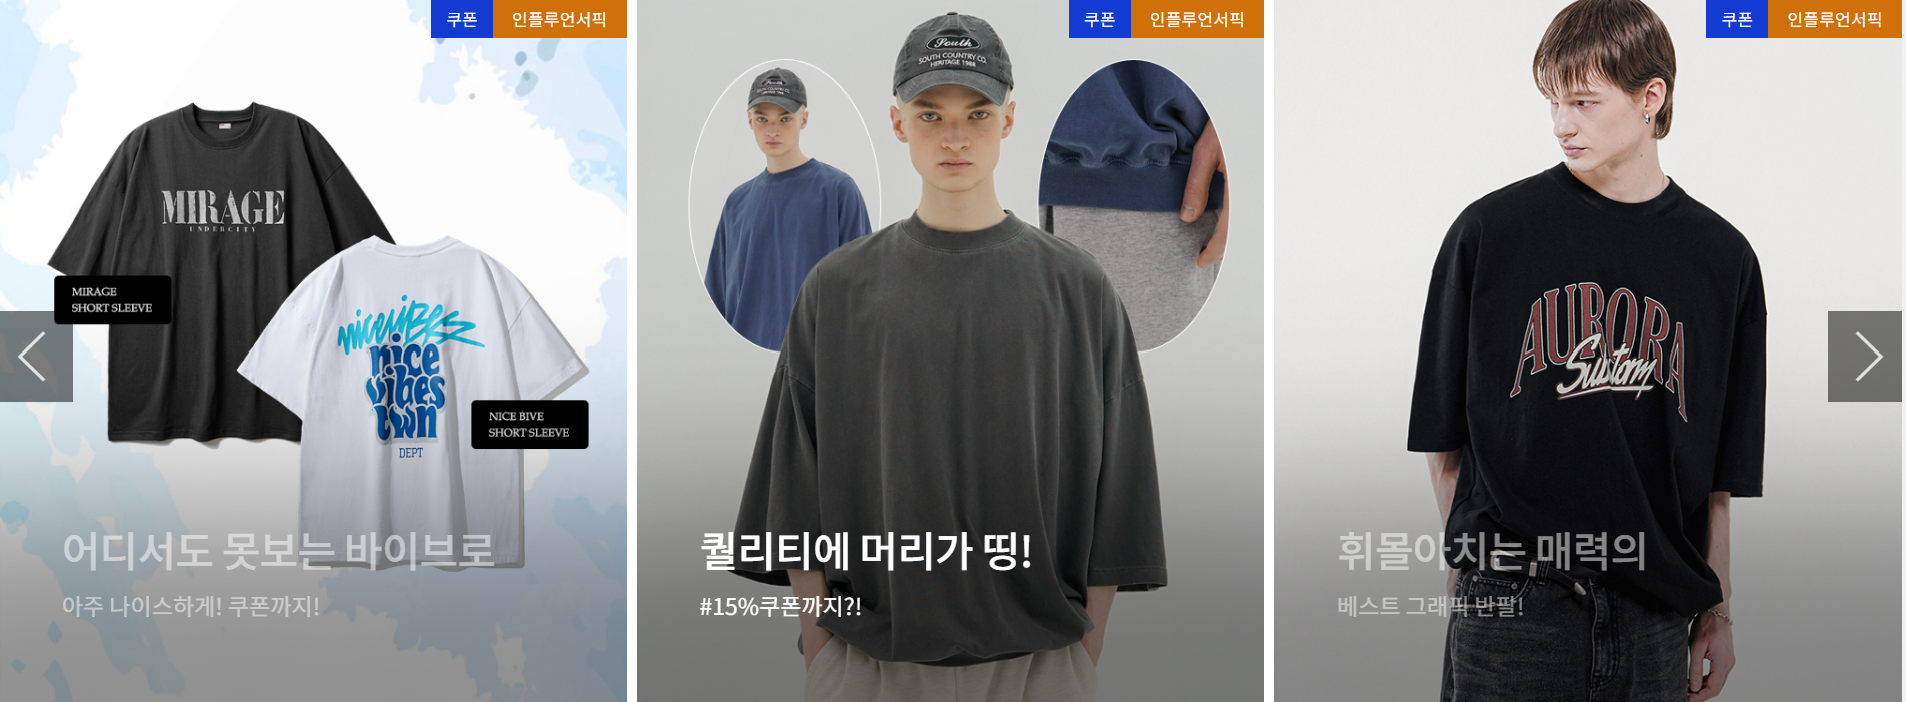 쿠폰
인플루언서픽
MIRAGE
UNDERCITY
MIRAGE
SHORT SLEEVE
nicevibes
nice
vibes
twn
DEPT
NICE BIVE
SHORT SLEEVE
어디서도 못보는 바이브로
아주 나이스하게! 쿠폰까지!
쿠폰
인플루언서픽
South
SOUTH COUNTRY CO.
HERITAGE 1984
퀄리티에 머리가 띵!
#15%쿠폰까지?!
쿠폰
인플루언서픽
AURORA
Sustom
휘몰아치는 매력의
베스트 그래픽 반팔!